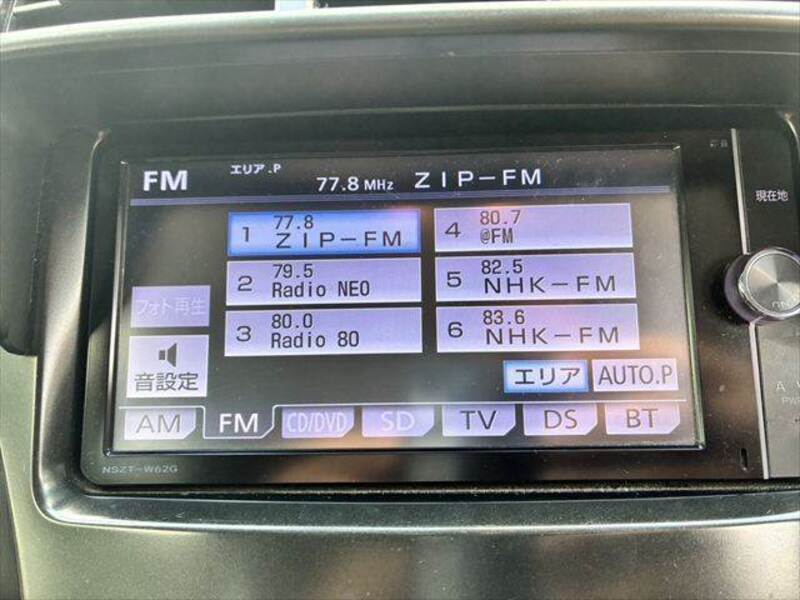 FM エリア.P 77.8 MHz ZIP-FM
現在地
1 77.8 ZIP-FM
2 79.5 Radio NEO
3 80.0 Radio 80
4 80.7 @FM
5 82.5 NHK-FM
6 83.6 NHK-FM
フォト再生
音設定
エリア AUTO.P
AM FM CD/DVD SD TV DS BT
NSZT-W62G